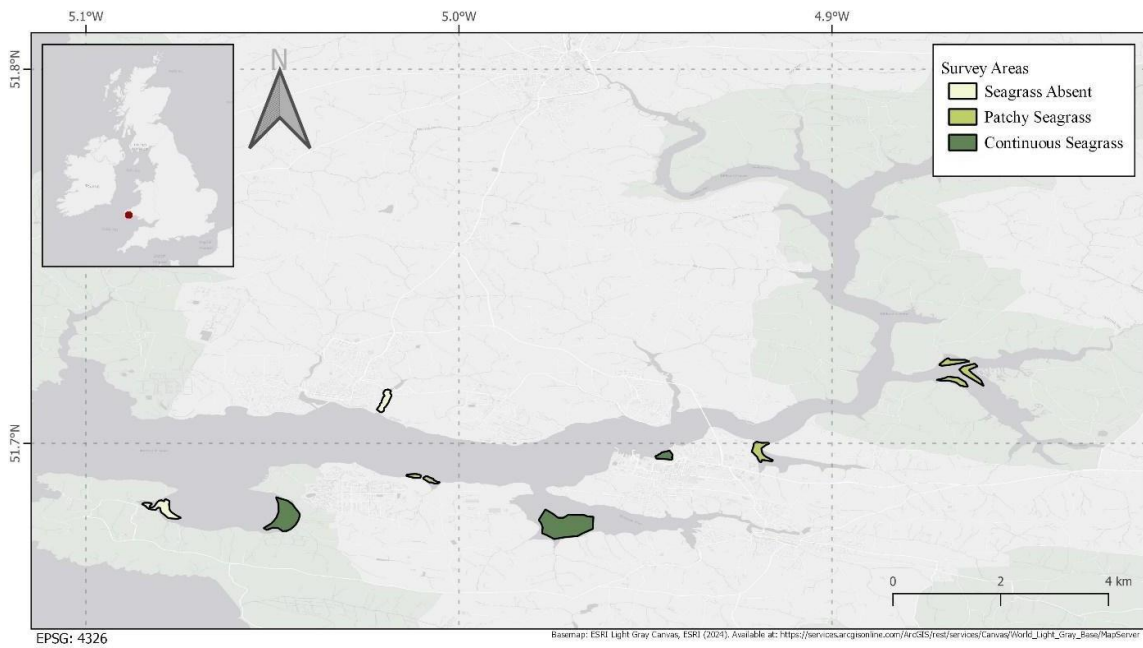 5.1°W
5.0°W
4.9°W
51.8°N
51.7°N
N
Survey Areas
Seagrass Absent
Patchy Seagrass
Continuous Seagrass
0
2
4 km
EPSG: 4326
Basemap: ESRI Light Gray Canvas, ESRI (2024). Available at: https://services.arcgisonline.com/ArcGIS/rest/services/Canvas/World_Light_Gray_Base/MapServer